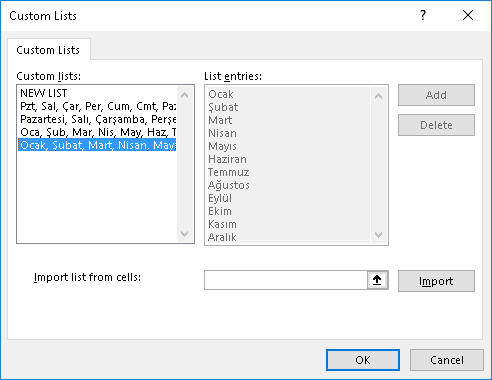 Custom Lists
Custom Lists
Custom lists:
NEW LIST
Pzt, Sal, Çar, Per, Cum, Cmt, Paz
Pazartesi, Salı, Çarşamba, Perşe
Oca, Şub, Mar, Nis, May, Haz, T
Ocak, Şubat, Mart, Nisan, Mayıs
List entries:
Ocak
Şubat
Mart
Nisan
Mayıs
Haziran
Temmuz
Ağustos
Eylül
Ekim
Kasım
Aralık
Add
Delete
Import list from cells:
Import
OK
Cancel